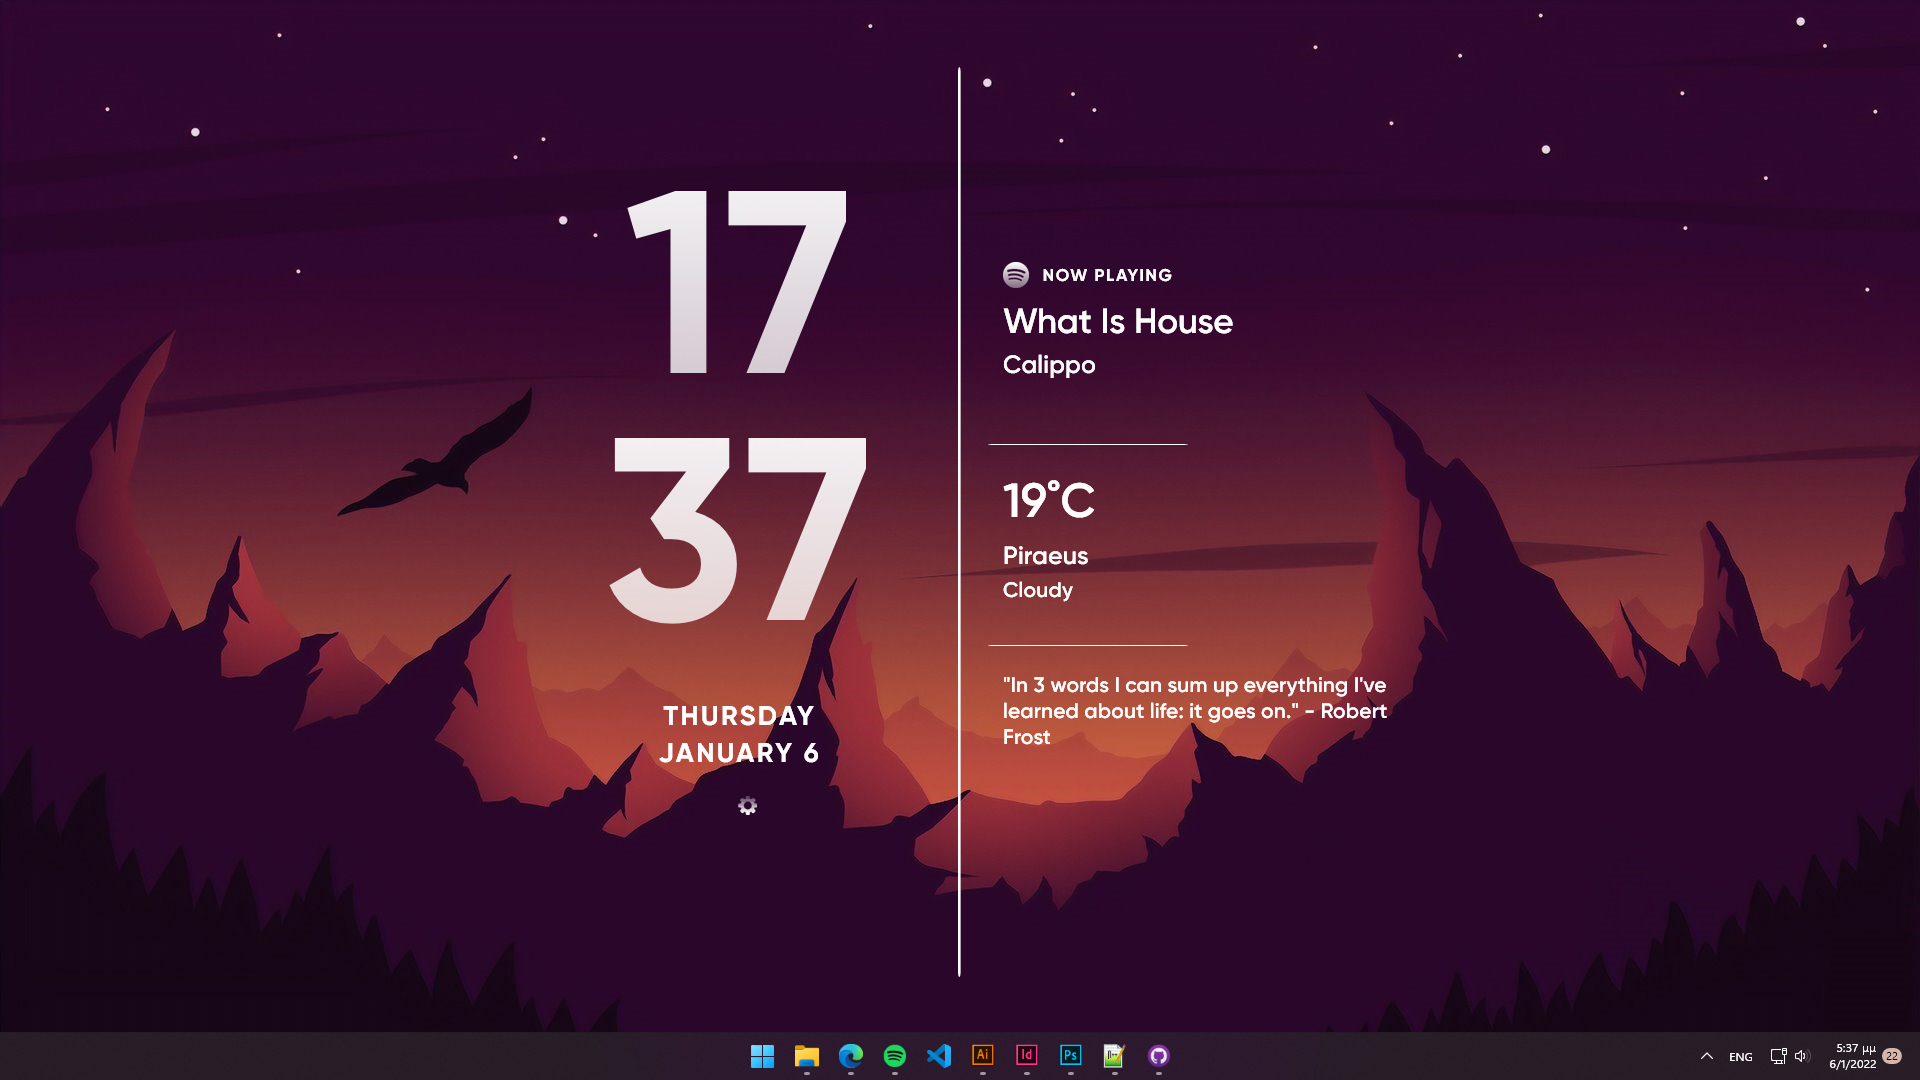 17
37
THURSDAY
JANUARY 6
NOW PLAYING
What Is House
Calippo
19°C
Piraeus
Cloudy
"In 3 words I can sum up everything I've
learned about life: it goes on." - Robert
Frost
Ai
Id
Ps
ENG
5:37 μμ
6/1/2022
22